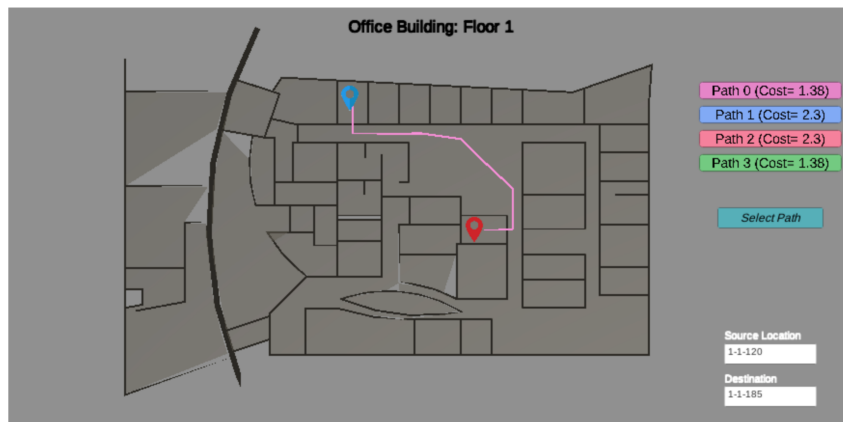 Office Building: Floor 1
Path 0 (Cost= 1.38)
Path 1 (Cost= 2.3)
Path 2 (Cost= 2.3)
Path 3 (Cost= 1.38)
Select Path
Source Location
1-1-120
Destination
1-1-185